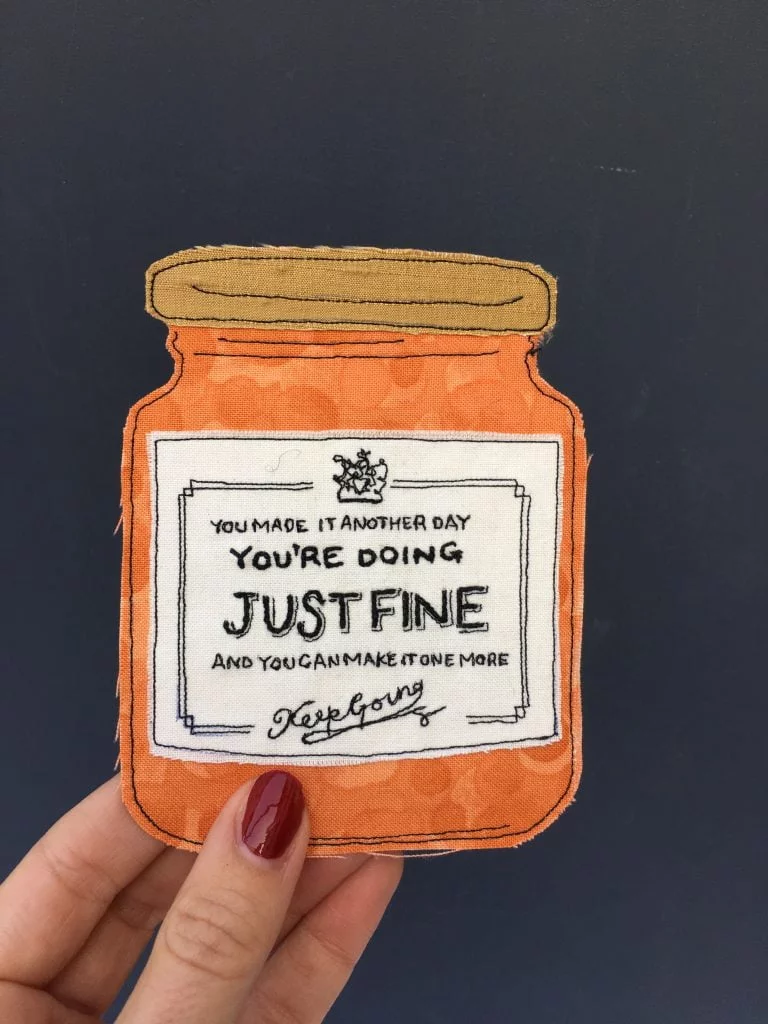 YOU MADE IT ANOTHER DAY
YOU'RE DOING
JUST FINE
AND YOU CAN MAKE IT ONE MORE
Keep Going